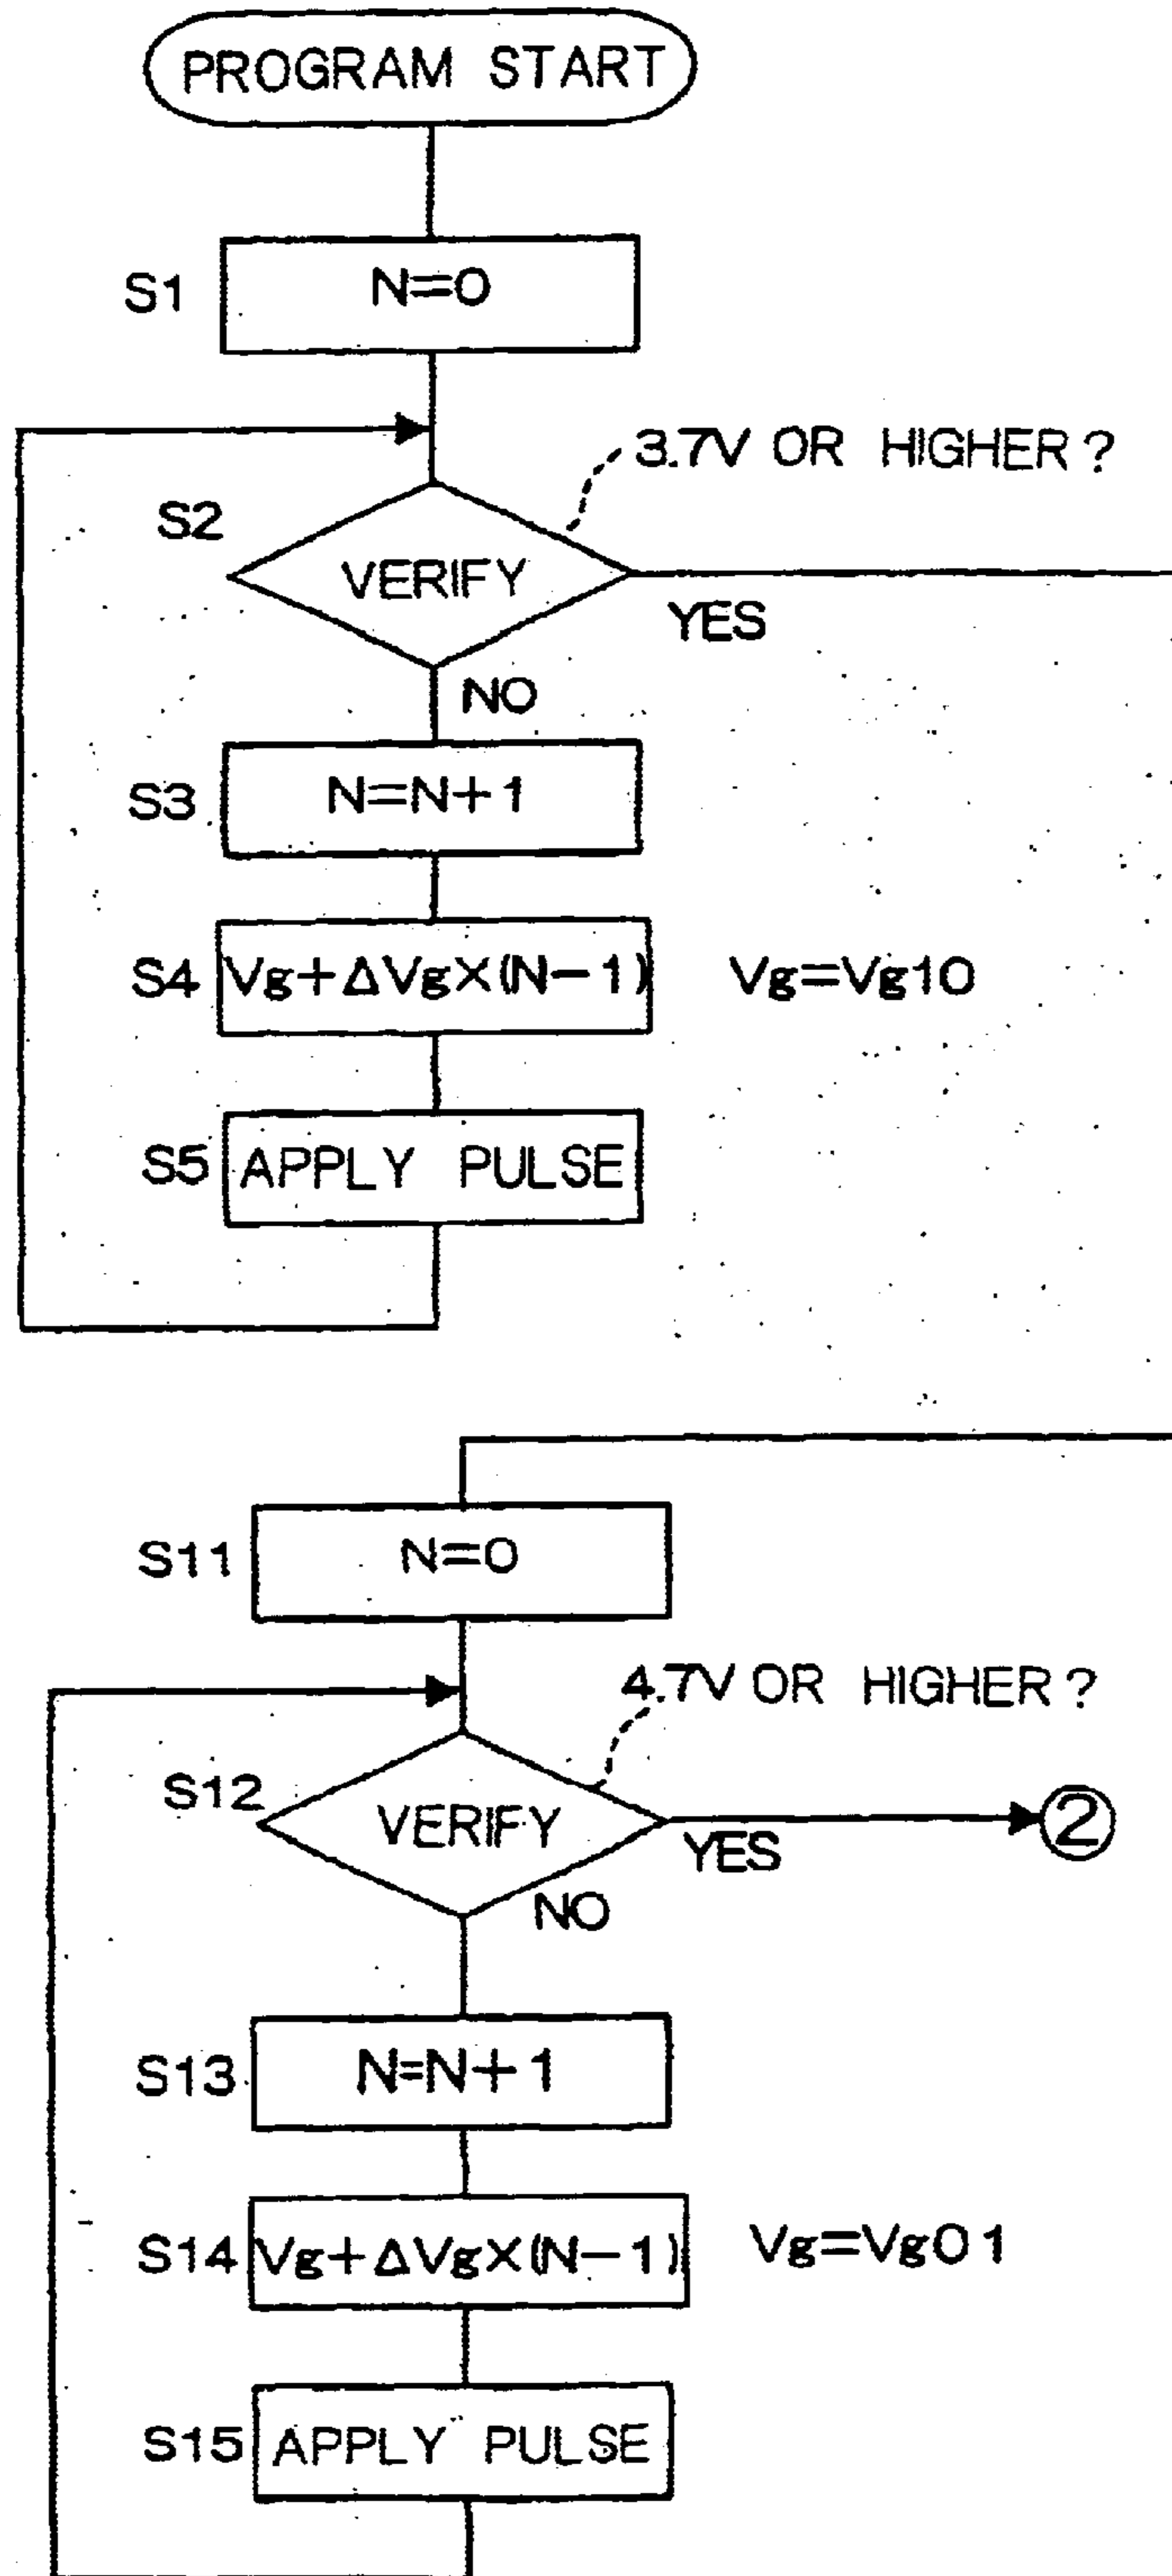 PROGRAM START
S1
N=0
3.7V OR HIGHER?
S2
VERIFY
YES
NO
S3
N=N+1
S4
Vg+ΔVg×(N-1)
Vg=Vg10
S5
APPLY PULSE
S11
N=0
4.7V OR HIGHER?
S12
VERIFY
YES
②
NO
S13
N=N+1
S14
Vg+ΔVg×(N-1)
Vg=Vg01
S15
APPLY PULSE